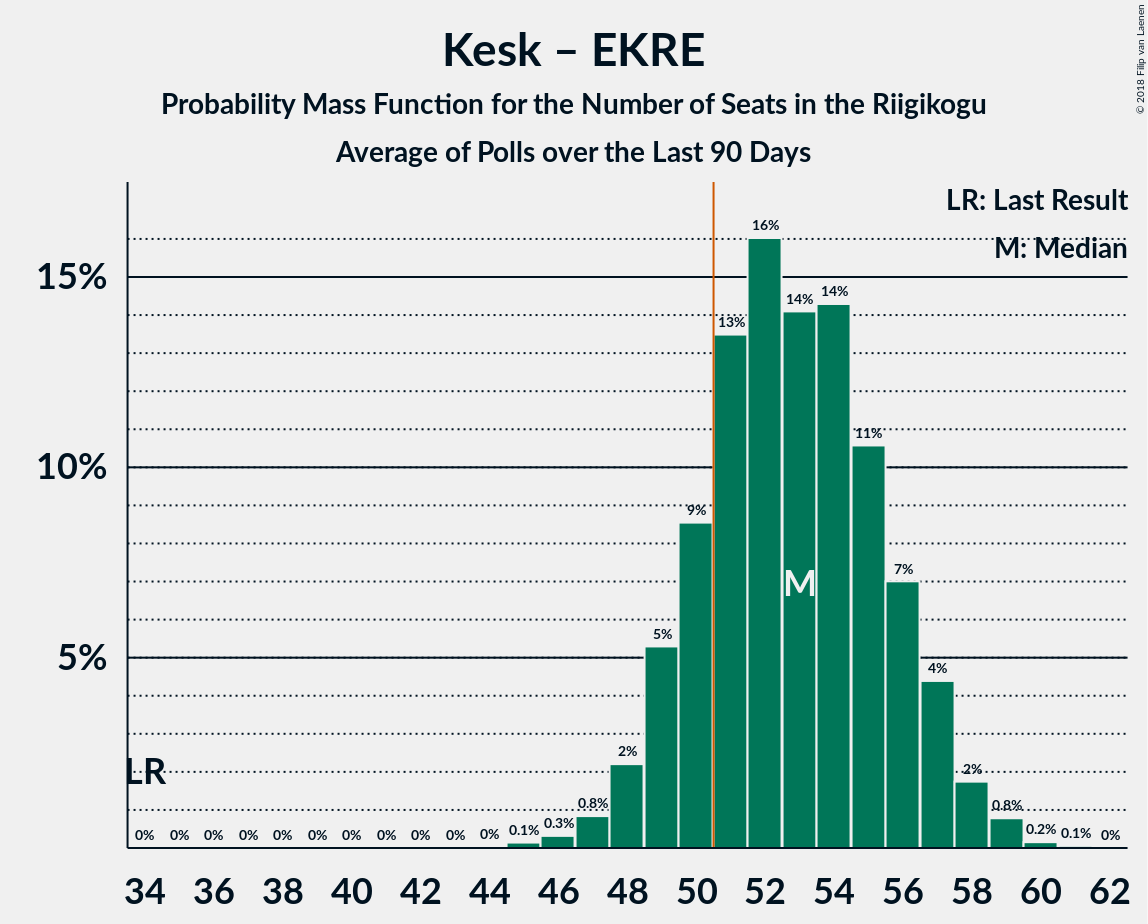 Kesk – EKRE
Probability Mass Function for the Number of Seats in the Riigikogu
Average of Polls over the Last 90 Days
© 2018 Filip van Laenen
LR: Last Result
M: Median
15%
10%
5%
LR
M
0% 0% 0% 0% 0% 0% 0% 0% 0% 0% 0% 0.1% 0.3% 0.8% 2% 5% 9% 13% 16% 14% 14% 11% 7% 4% 2% 0.8% 0.2% 0.1% 0%
34 36 38 40 42 44 46 48 50 52 54 56 58 60 62